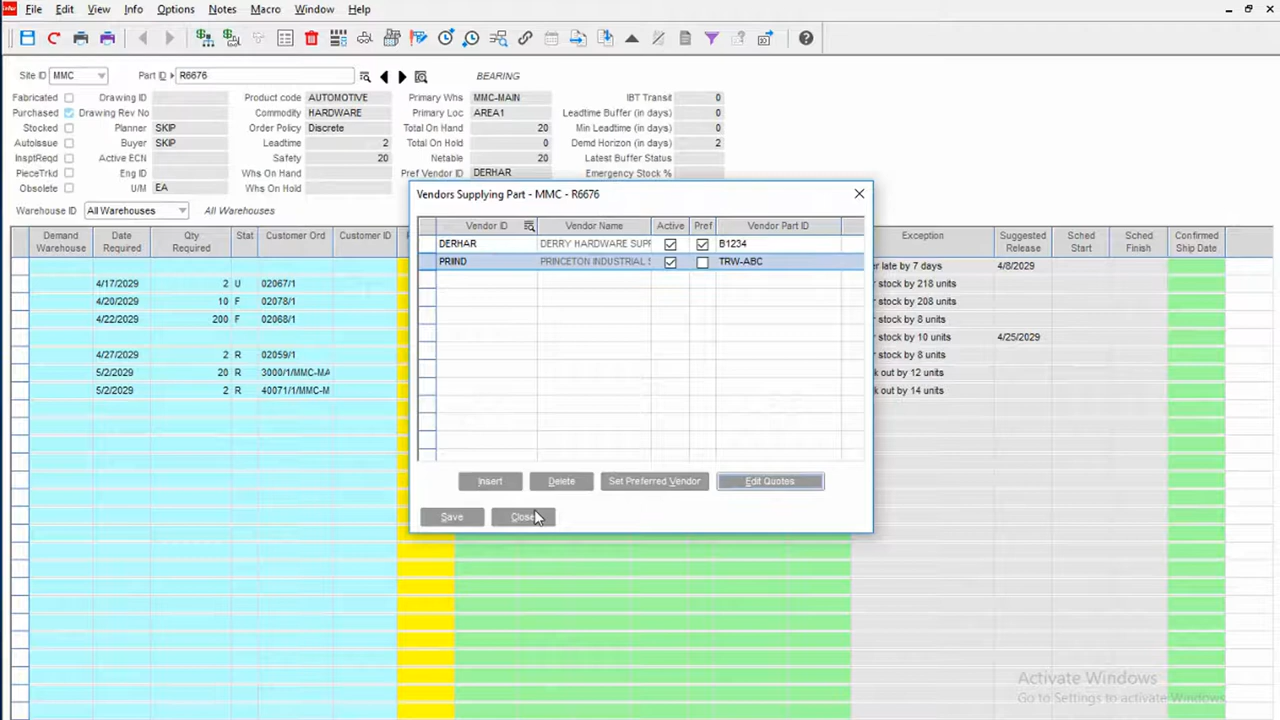 infor File Edit View Info Options Notes Macro Window Help
Site ID MMC Part ID R6676 BEARING
Fabricated Drawing ID Product code AUTOMOTIVE Primary Whs MMC-MAIN IBT Transit 0
Purchased Drawing Rev No Commodity HARDWARE Primary Loc AREA1 Leadtime Buffer (in days) 0
Stocked Planner SKIP Order Policy Discrete Total On Hand 20 Min Leadtime (in days) 0
Autoissue Buyer SKIP Leadtime 2 Total On Hold 0 Demd Horizon (in days) 2
InsptReqd Active ECN Safety 20 Netable 20 Latest Buffer Status
PieceTrkd Eng ID Whs On Hand Pref Vendor ID DERHAR Emergency Stock %
Obsolete U/M EA Whs On Hold
Warehouse ID All Warehouses All Warehouses
Vendors Supplying Part - MMC - R6676
Vendor ID Vendor Name Active Pref Vendor Part ID
DERHAR DERRY HARDWARE SUPF B1234
PRIND PRINCETON INDUSTRIAL TRW-ABC
Insert Delete Set Preferred Vendor Edit Quotes
Save Close
Demand Warehouse Date Required Qty Required Stat Customer Ord Customer ID Exception Suggested Release Sched Start Sched Finish Confirmed Ship Date
er late by 7 days 4/8/2029
4/17/2029 2 U 02067/1 r stock by 218 units
4/20/2029 10 F 02078/1 r stock by 208 units
4/22/2029 200 F 02068/1 r stock by 8 units
r stock by 10 units 4/25/2029
4/27/2029 2 R 02059/1 r stock by 8 units
5/2/2029 20 R 3000/1/MMC-MA k out by 12 units
5/2/2029 2 R 40071/1/MMC-M k out by 14 units
Activate Windows
Go to Settings to activate Windows.